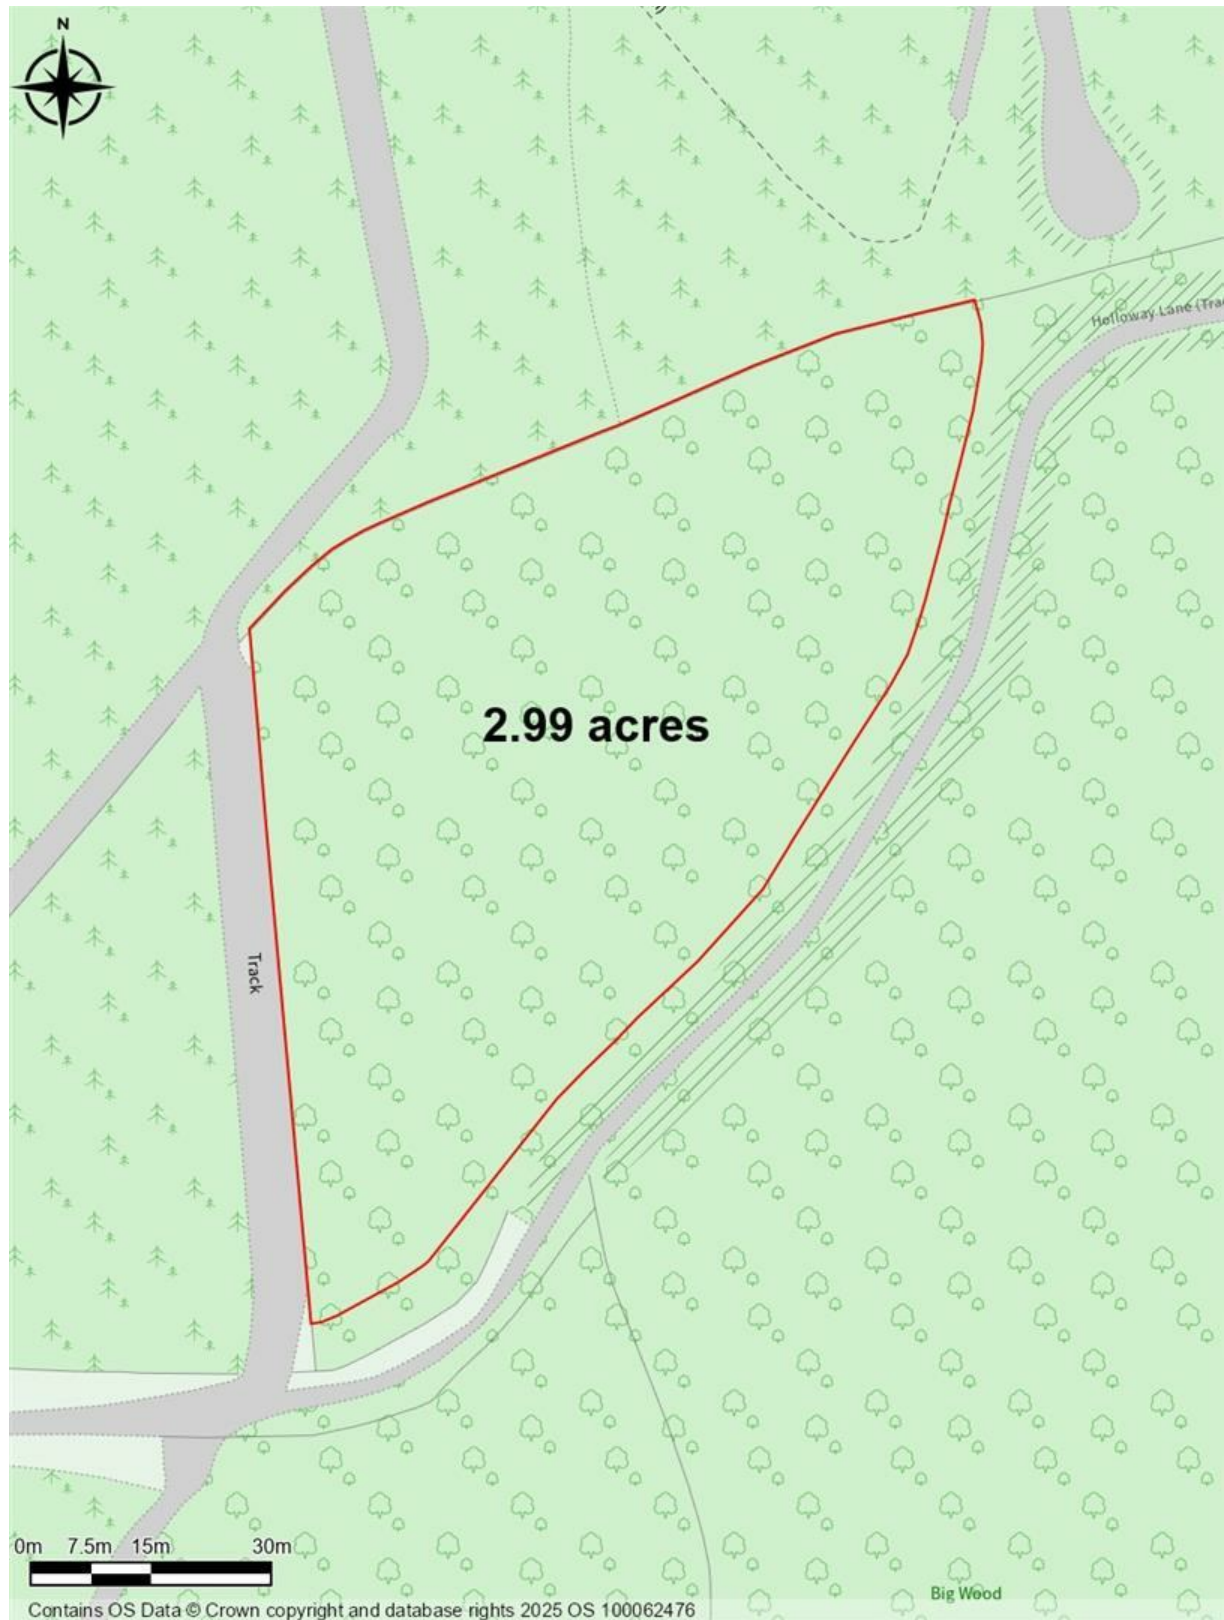 N
Holloway Lane (Tra
2.99 acres
Track
0m 7.5m 15m 30m
Big Wood
Contains OS Data © Crown copyright and database rights 2025 OS 100062476